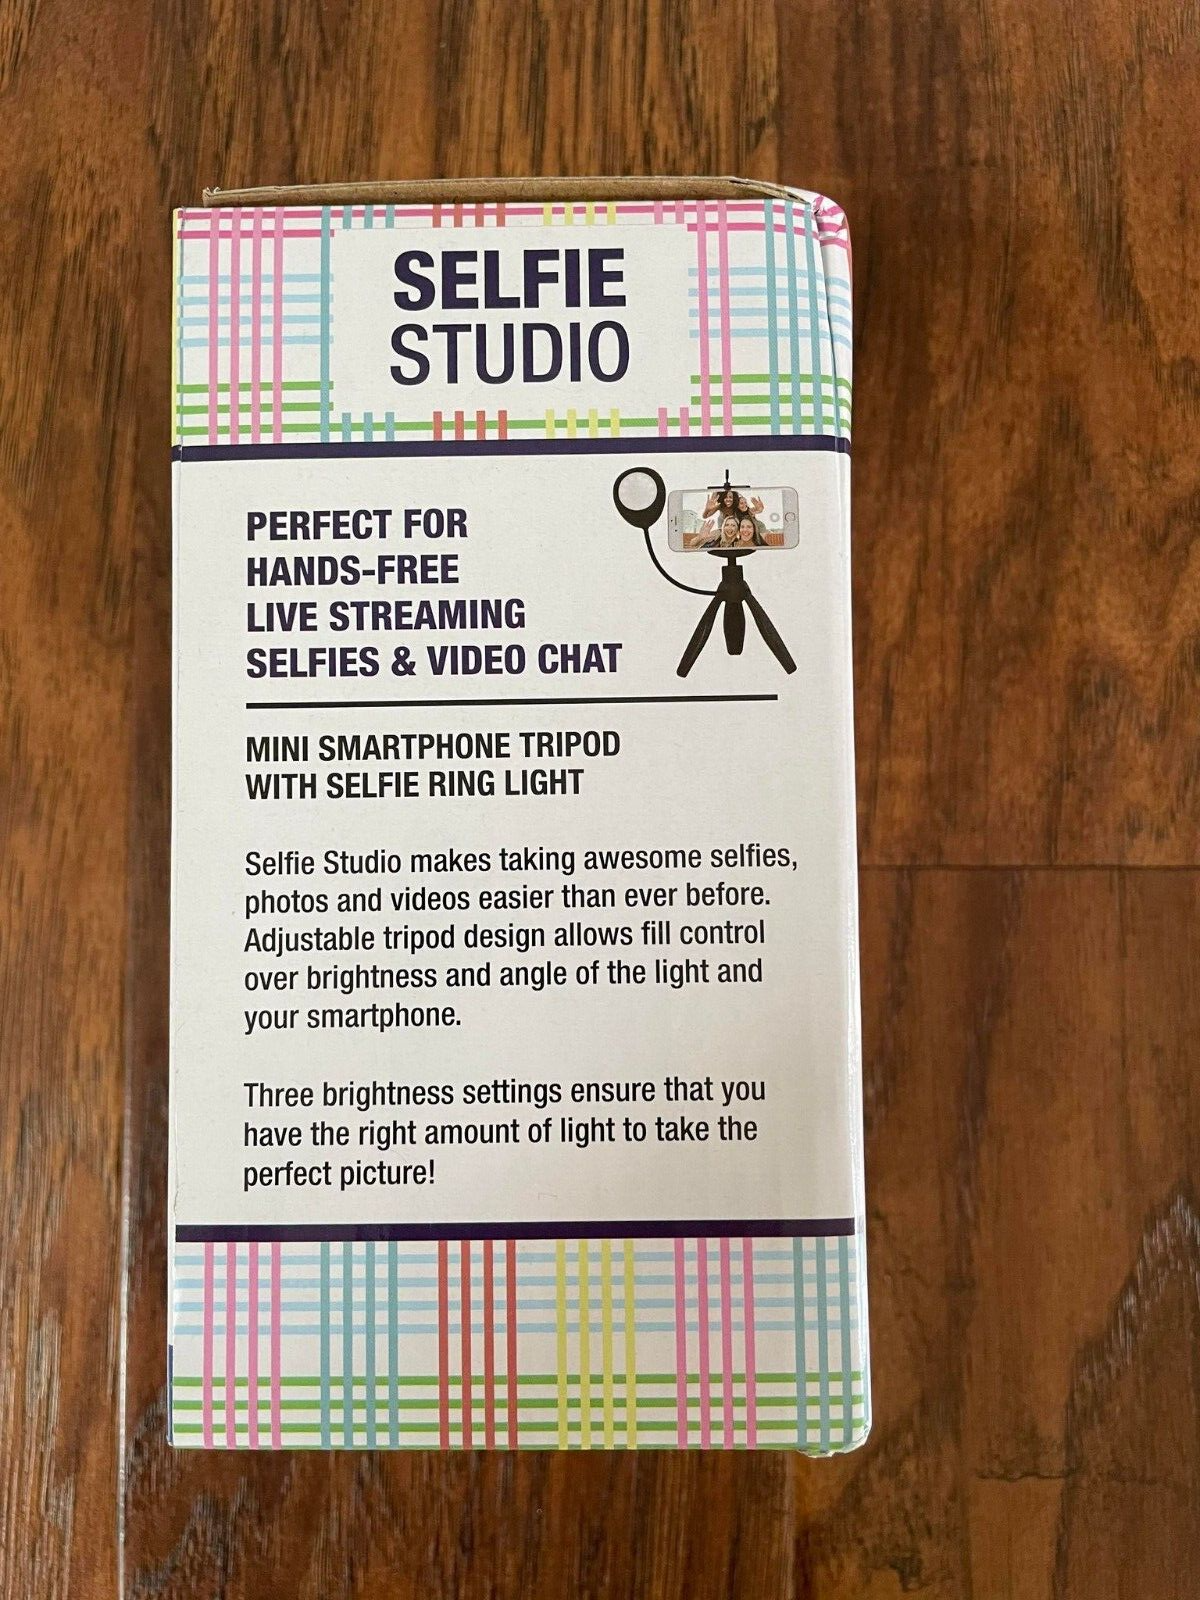 SELFIE
STUDIO
PERFECT FOR
HANDS-FREE
LIVE STREAMING
SELFIES & VIDEO CHAT
MINI SMARTPHONE TRIPOD
WITH SELFIE RING LIGHT
Selfie Studio makes taking awesome selfies,
photos and videos easier than ever before.
Adjustable tripod design allows fill control
over brightness and angle of the light and
your smartphone.
Three brightness settings ensure that you
have the right amount of light to take the
perfect picture!